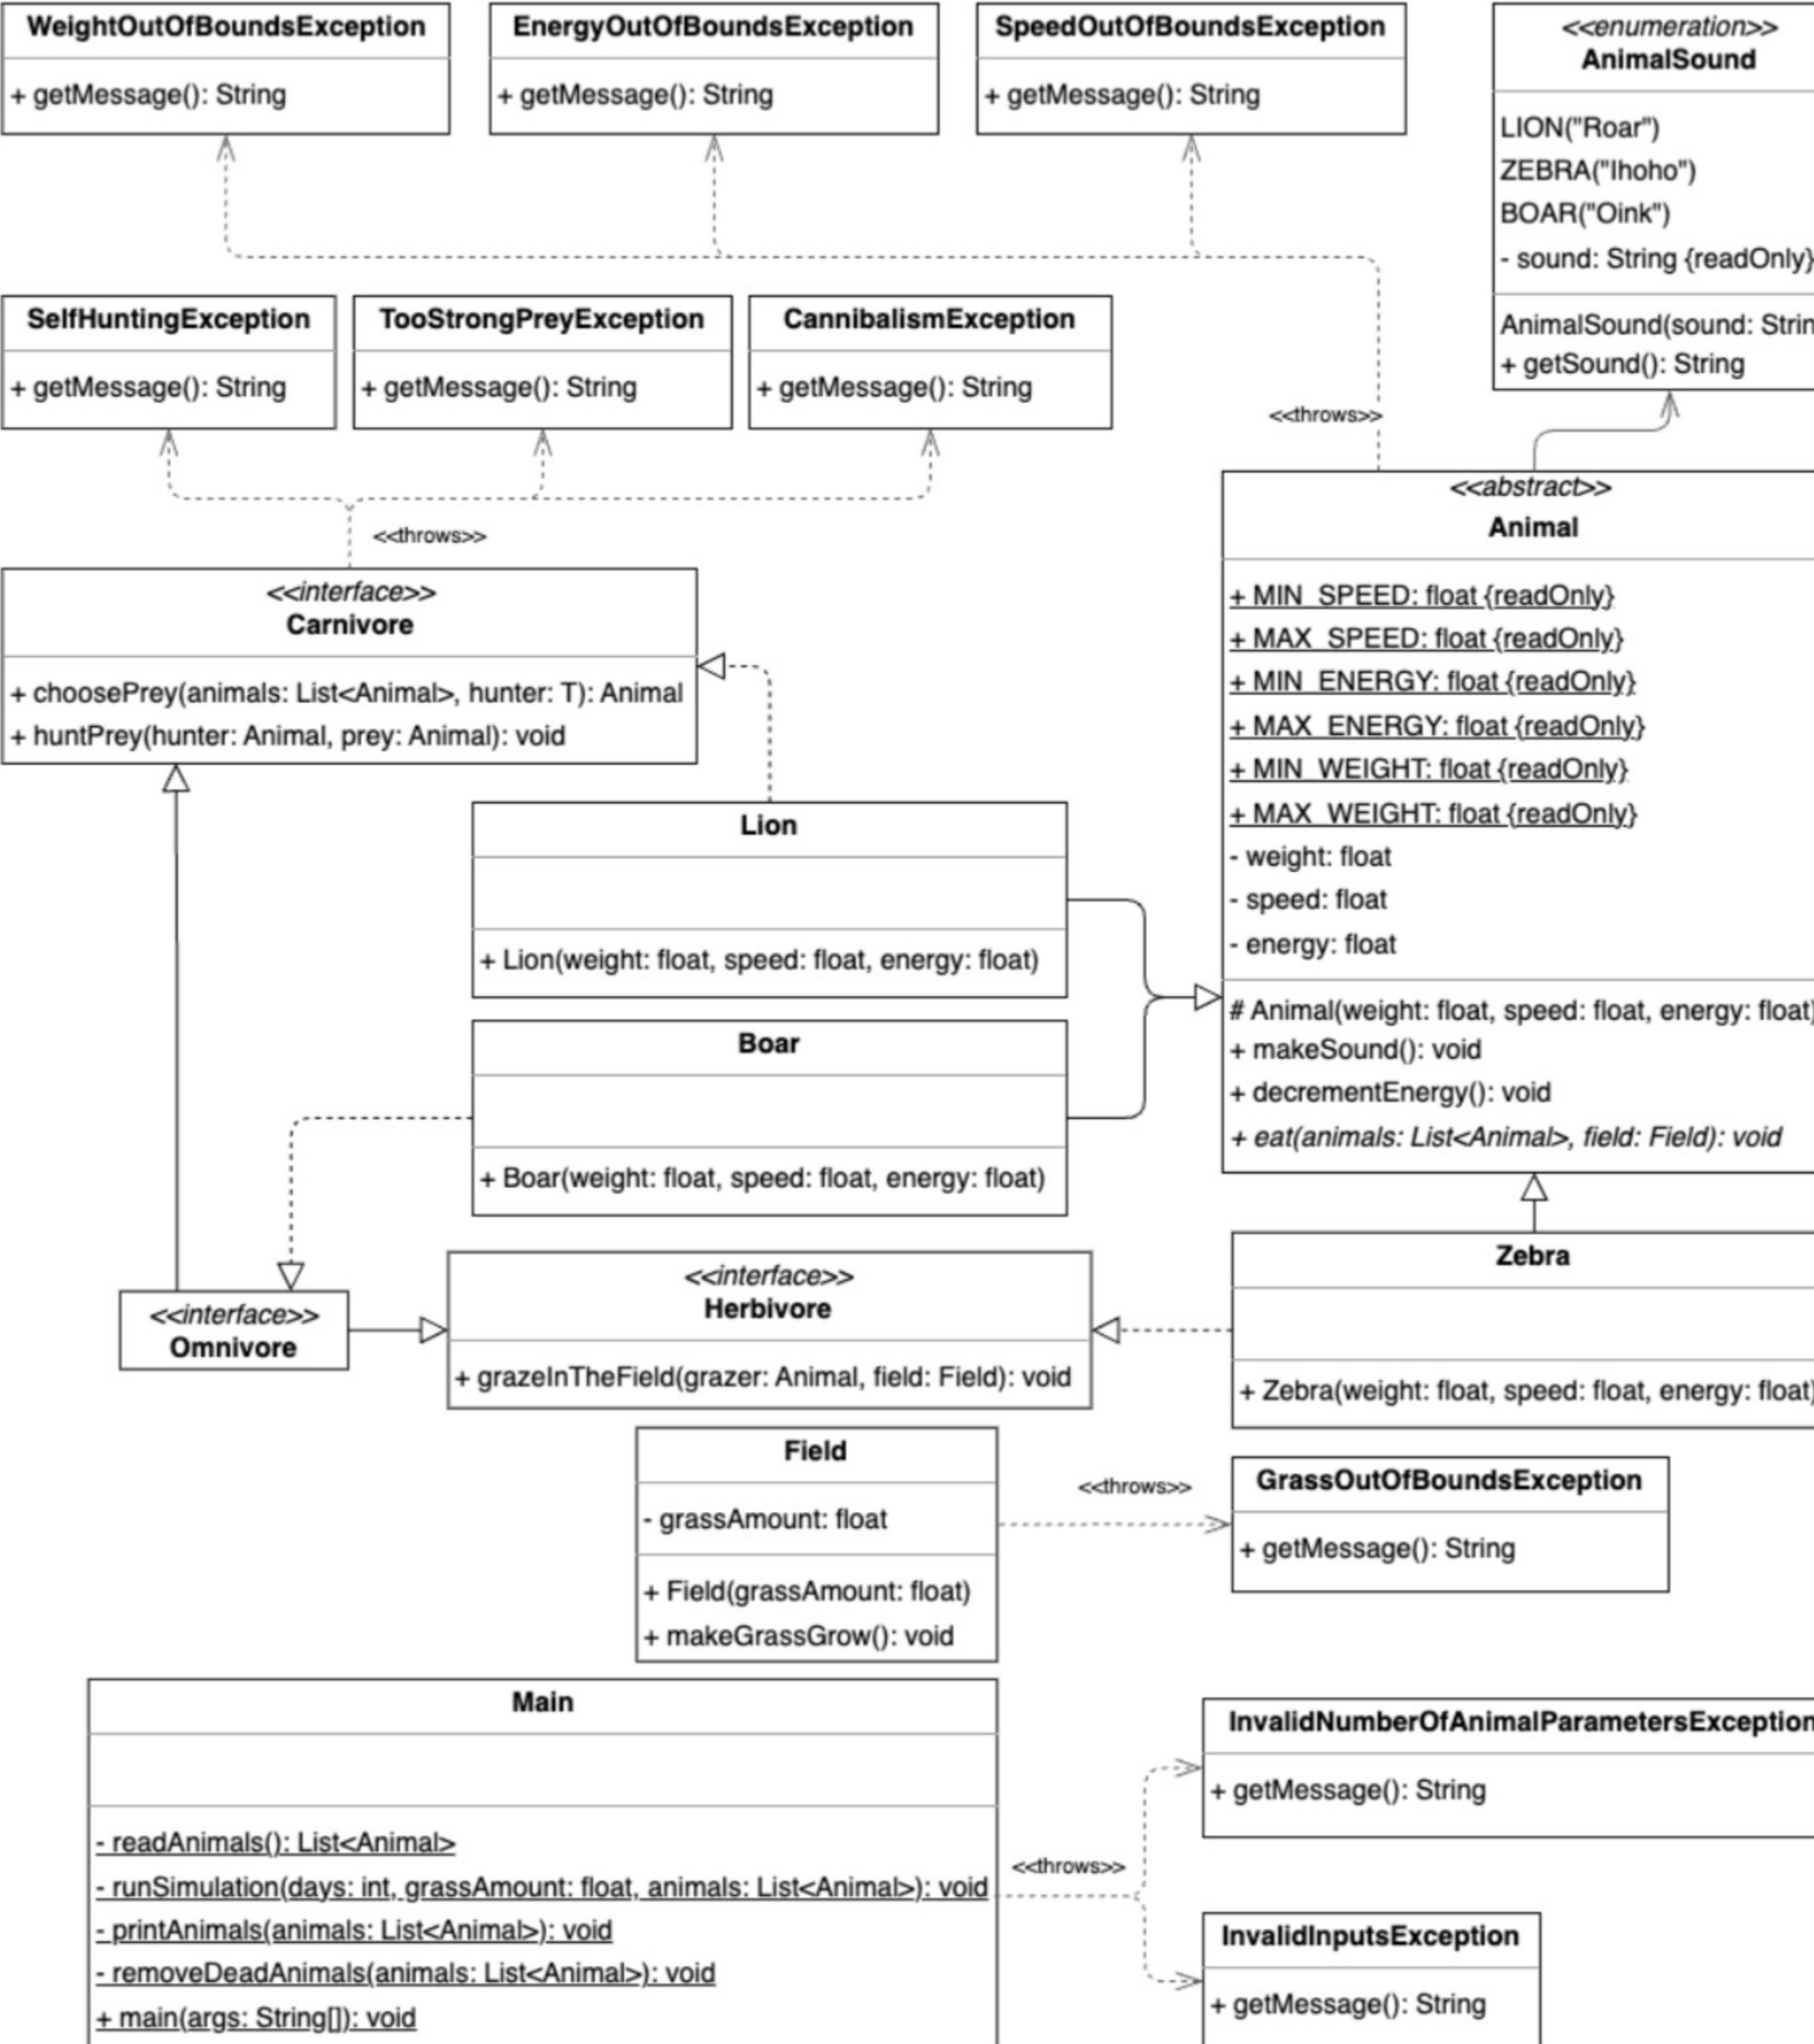 WeightOutOfBoundsException
+ getMessage(): String
EnergyOutOfBoundsException
+ getMessage(): String
SpeedOutOfBoundsException
+ getMessage(): String
<<enumeration>>
AnimalSound
LION("Roar")
ZEBRA("Ihoho")
BOAR("Oink")
- sound: String {readOnly}
AnimalSound(sound: Strin
+ getSound(): String
SelfHuntingException
+ getMessage(): String
TooStrongPreyException
+ getMessage(): String
CannibalismException
+ getMessage(): String
<<throws>>
<<throws>>
<<interface>>
Carnivore
+ choosePrey(animals: List<Animal>, hunter: T): Animal
+ huntPrey(hunter: Animal, prey: Animal): void
<<abstract>>
Animal
+ MIN_SPEED: float {readOnly}
+ MAX_SPEED: float {readOnly}
+ MIN_ENERGY: float {readOnly}
+ MAX_ENERGY: float {readOnly}
+ MIN_WEIGHT: float {readOnly}
+ MAX_WEIGHT: float {readOnly}
- weight: float
- speed: float
- energy: float
# Animal(weight: float, speed: float, energy: float)
+ makeSound(): void
+ decrementEnergy(): void
+ eat(animals: List<Animal>, field: Field): void
Lion
+ Lion(weight: float, speed: float, energy: float)
Boar
+ Boar(weight: float, speed: float, energy: float)
<<interface>>
Omnivore
<<interface>>
Herbivore
+ grazeInTheField(grazer: Animal, field: Field): void
Zebra
+ Zebra(weight: float, speed: float, energy: float)
Field
- grassAmount: float
+ Field(grassAmount: float)
+ makeGrassGrow(): void
<<throws>>
GrassOutOfBoundsException
+ getMessage(): String
Main
- readAnimals(): List<Animal>
- runSimulation(days: int, grassAmount: float, animals: List<Animal>): void
- printAnimals(animals: List<Animal>): void
- removeDeadAnimals(animals: List<Animal>): void
+ main(args: String[]): void
<<throws>>
InvalidNumberOfAnimalParametersException
+ getMessage(): String
InvalidInputsException
+ getMessage(): String